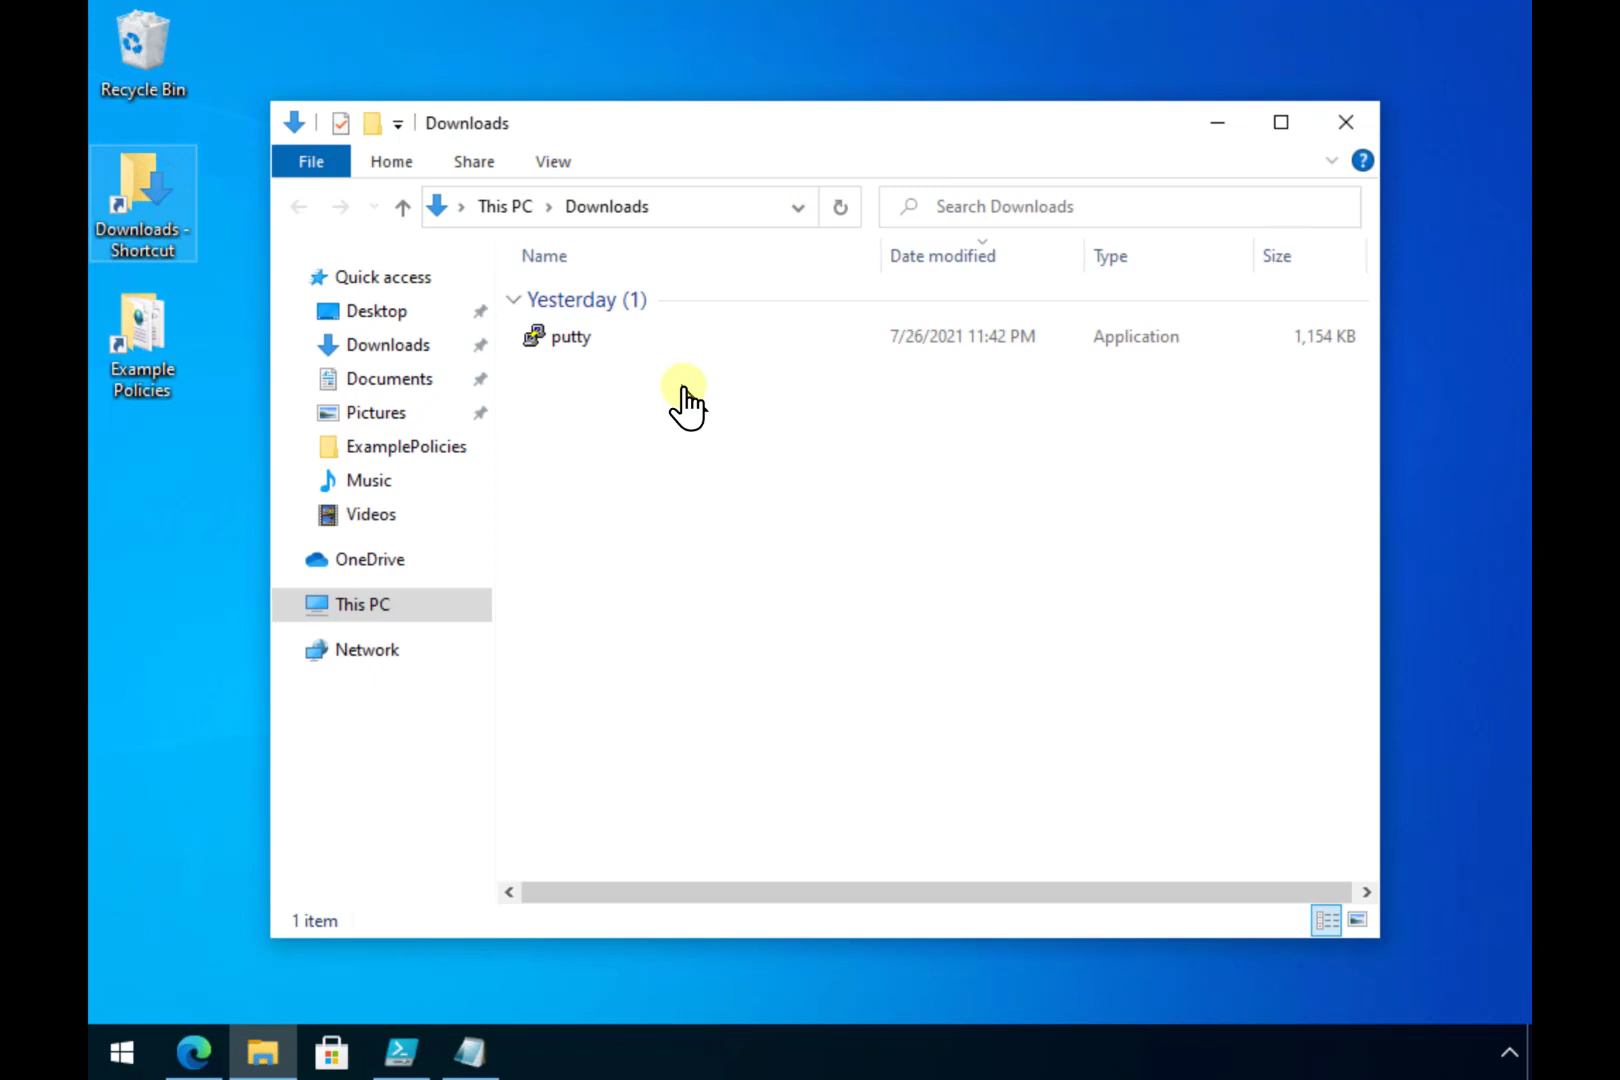 Recycle Bin
Downloads -
Shortcut
Example
Policies
Downloads
File Home Share View
?
This PC > Downloads
Search Downloads
Name Date modified Type Size
Yesterday (1)
putty 7/26/2021 11:42 PM Application 1,154 KB
Quick access
Desktop
Downloads
Documents
Pictures
ExamplePolicies
Music
Videos
OneDrive
This PC
Network
1 item